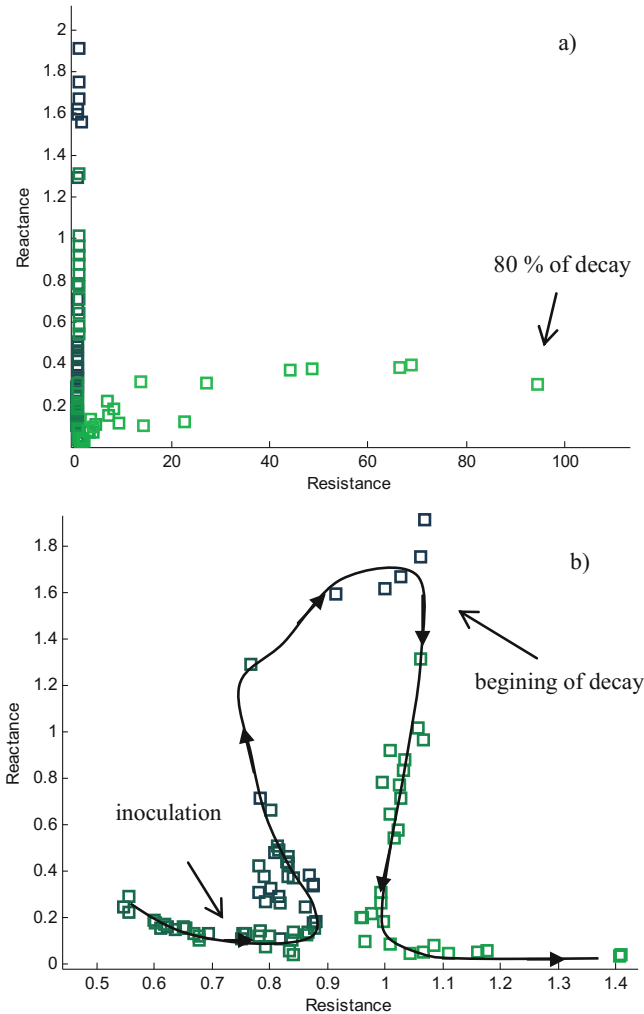 a)
2
1.8
1.6
1.4
1.2
1
0.8
0.6
0.4
0.2
Reactance
80 % of decay
0 20 40 60 80 100
Resistance
b)
1.8
1.6
1.4
1.2
1
0.8
0.6
0.4
0.2
0
Reactance
begining of decay
inoculation
0.5 0.6 0.7 0.8 0.9 1 1.1 1.2 1.3 1.4
Resistance